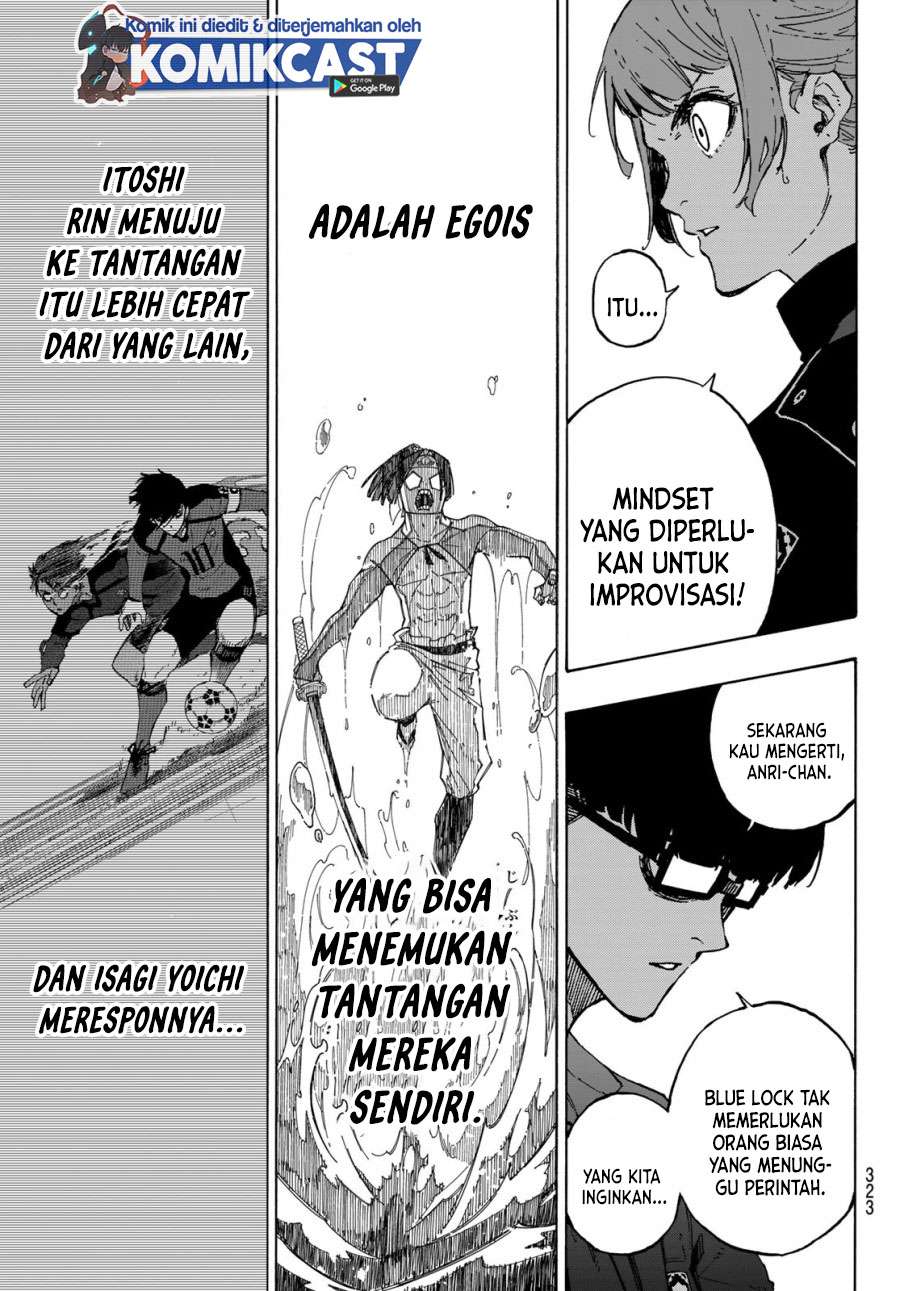 Komik ini diedit & diterjemahkan oleh
KOMIKCAST
GET IT ON
Google Play
ITU...
MINDSET
YANG DIPERLU-
KAN UNTUK
IMPROVISASI!
SEKARANG
KAU MENGERTI,
ANRI-CHAN.
BLUE LOCK TAK
MEMERLUKAN
ORANG BIASA
YANG MENUNG-
GU PERINTAH.
YANG KITA
INGINKAN...
ADALAH EGOIS
YANG BISA
MENEMUKAN
TANTANGAN
MEREKA
SENDIRI.
ITOSHI
RIN MENUJU
KE TANTANGAN
ITU LEBIH CEPAT
DARI YANG LAIN,
10
DAN ISAGI YOICHI
MERESPONNYA...
323